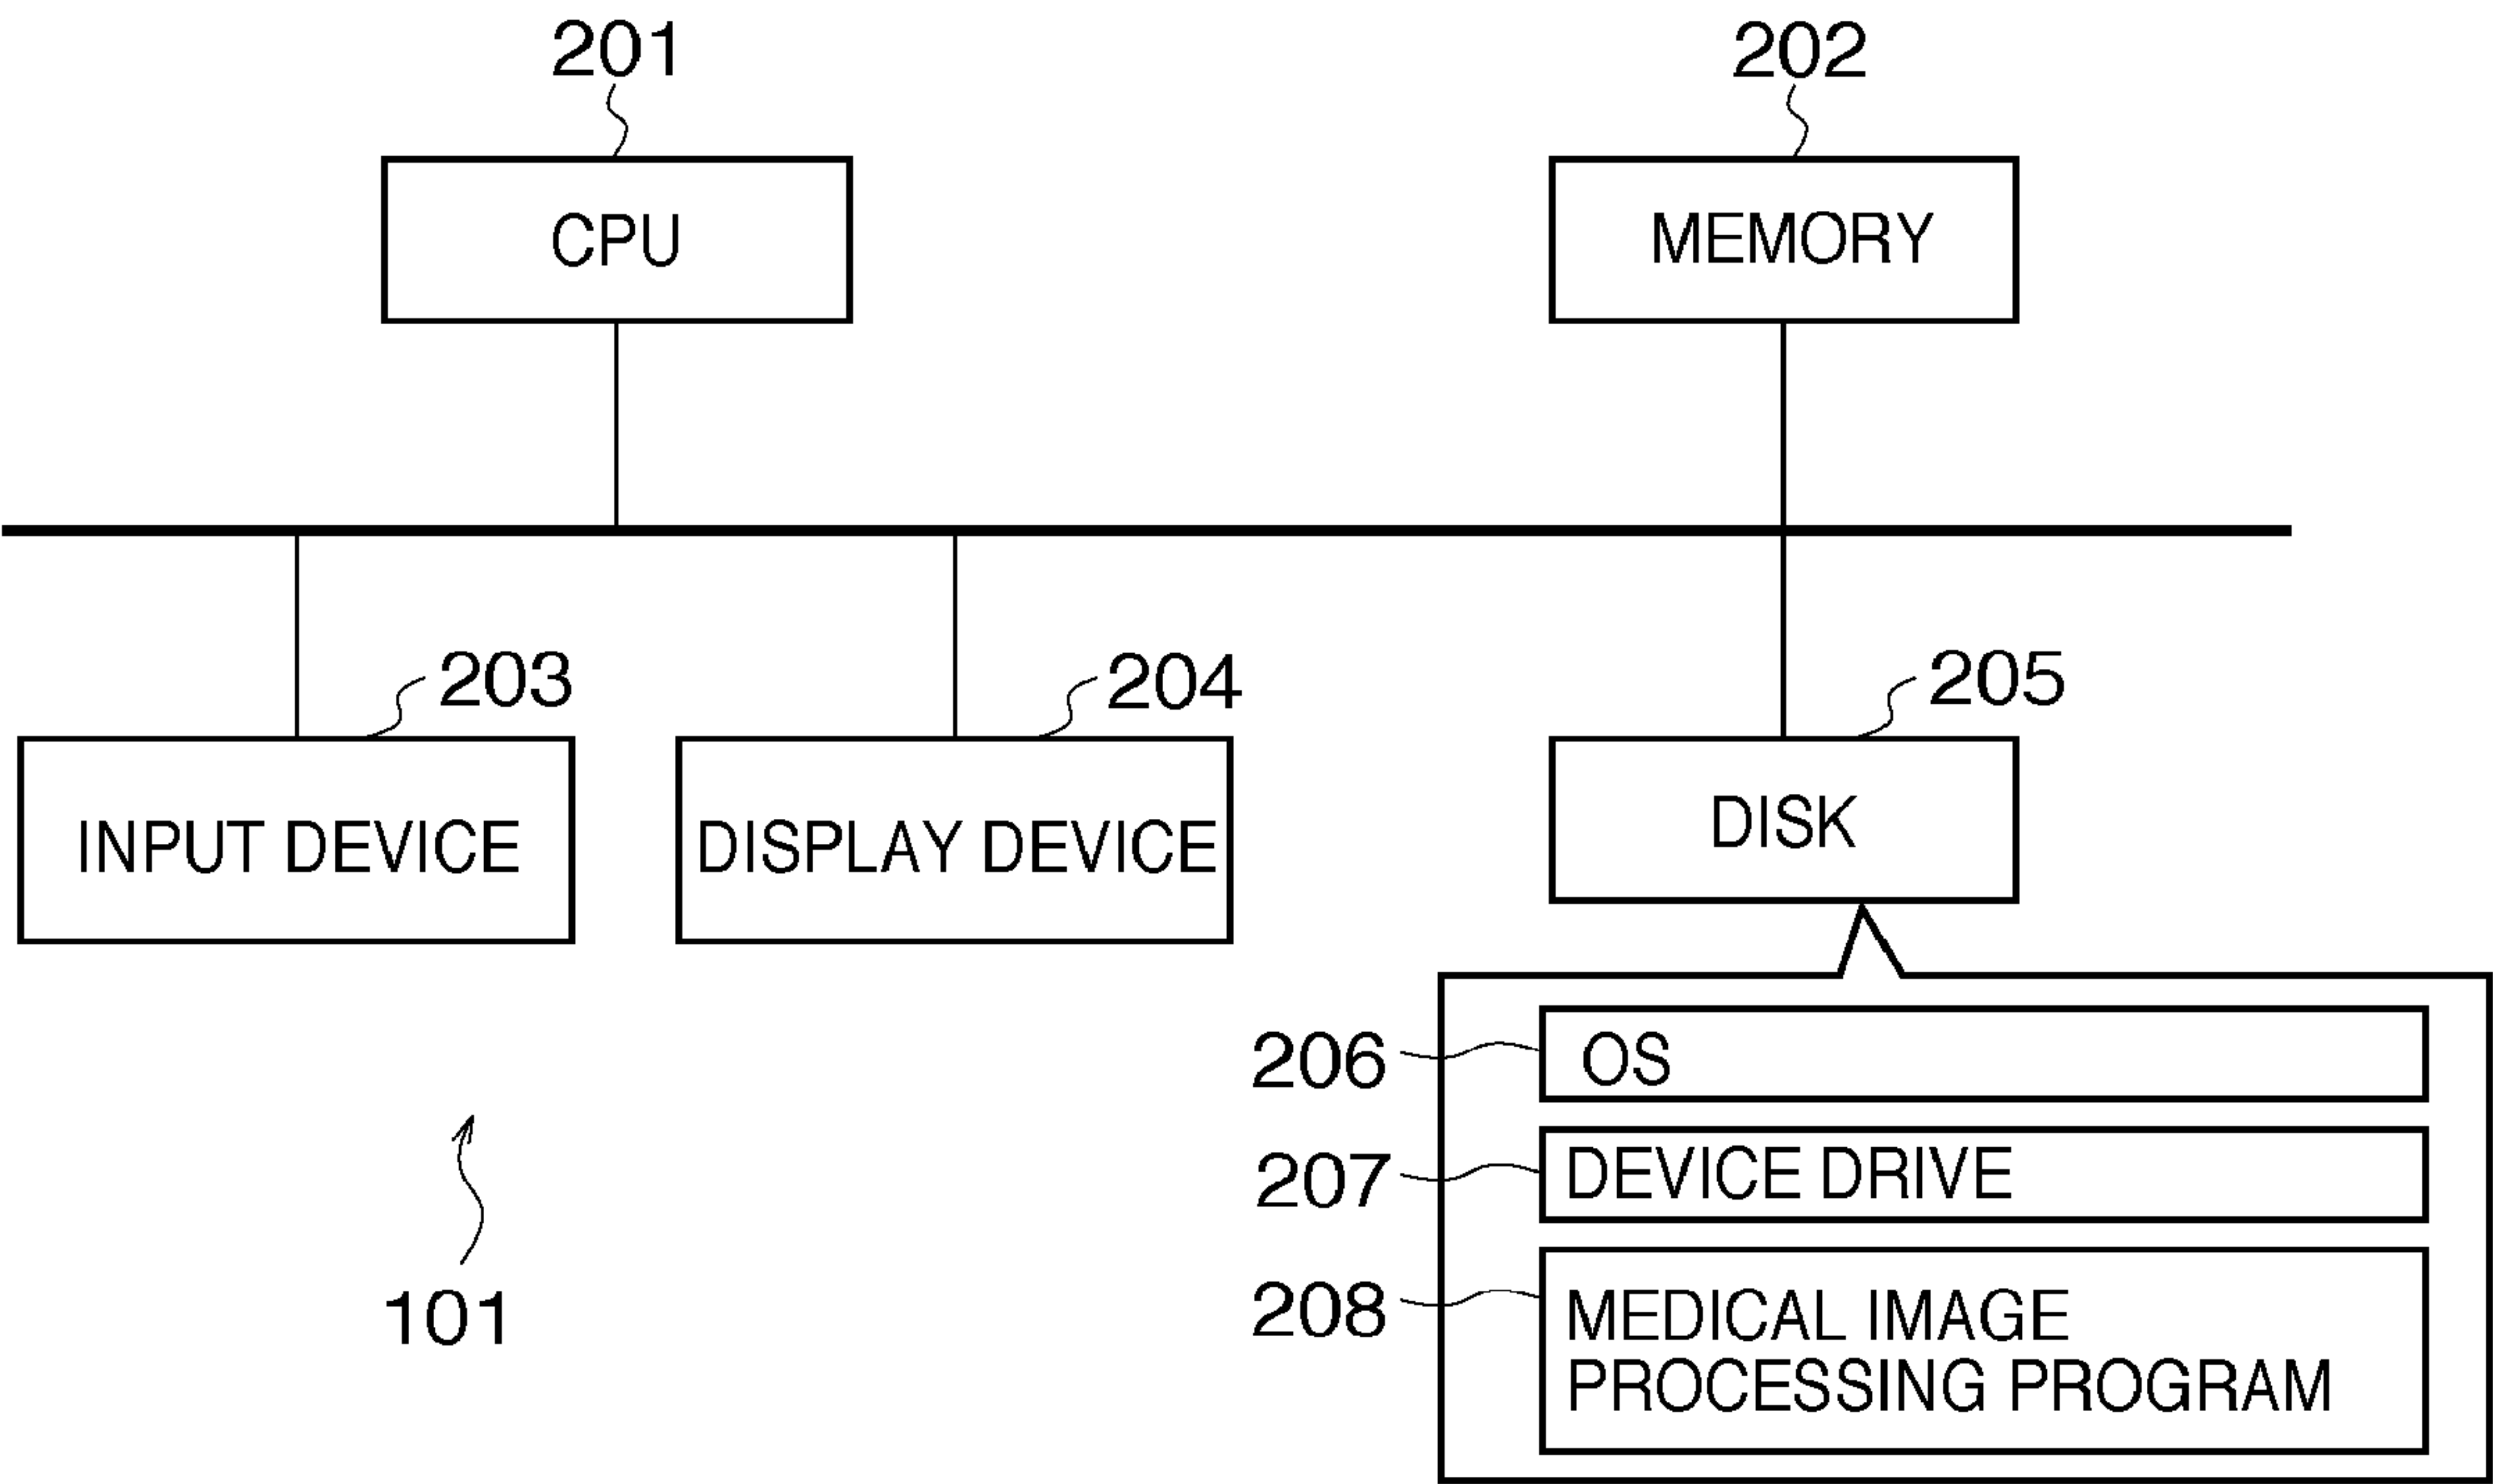 201
202
CPU
MEMORY
203
204
205
INPUT DEVICE
DISPLAY DEVICE
DISK
206
OS
207
DEVICE DRIVE
208
MEDICAL IMAGE
PROCESSING PROGRAM
101